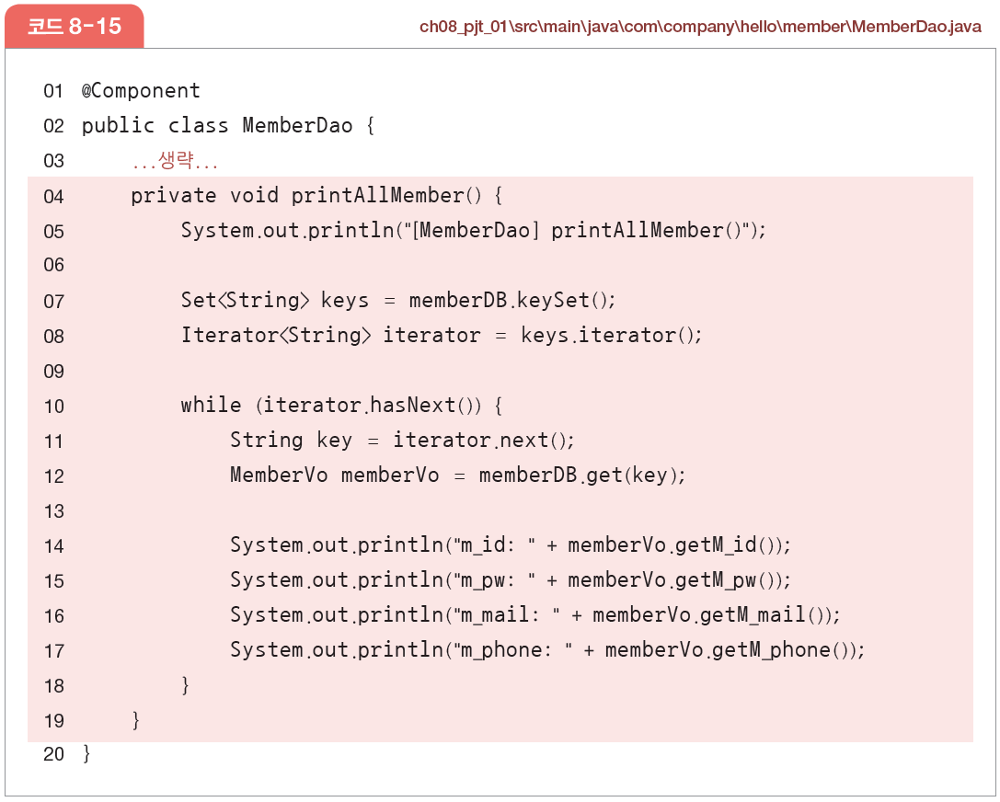 코드 8-15
ch08_pjt_01\src\main\java\com\company\hello\member\MemberDao.java
01 @Component
02 public class MemberDao {
03 ...생략...
04 private void printAllMember() {
05 System.out.println("[MemberDao] printAllMember()");
06
07 Set<String> keys = memberDB.keySet();
08 Iterator<String> iterator = keys.iterator();
09
10 while (iterator.hasNext()) {
11 String key = iterator.next();
12 MemberVo memberVo = memberDB.get(key);
13
14 System.out.println("m_id: " + memberVo.getM_id());
15 System.out.println("m_pw: " + memberVo.getM_pw());
16 System.out.println("m_mail: " + memberVo.getM_mail());
17 System.out.println("m_phone: " + memberVo.getM_phone());
18 }
19 }
20 }